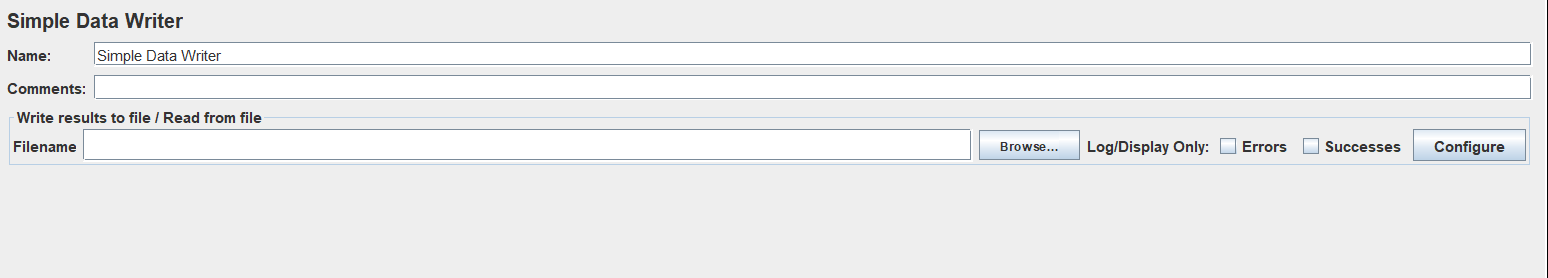 Simple Data Writer
Name: Simple Data Writer
Comments:
Write results to file / Read from file
Filename Browse... Log/Display Only: Errors Successes Configure